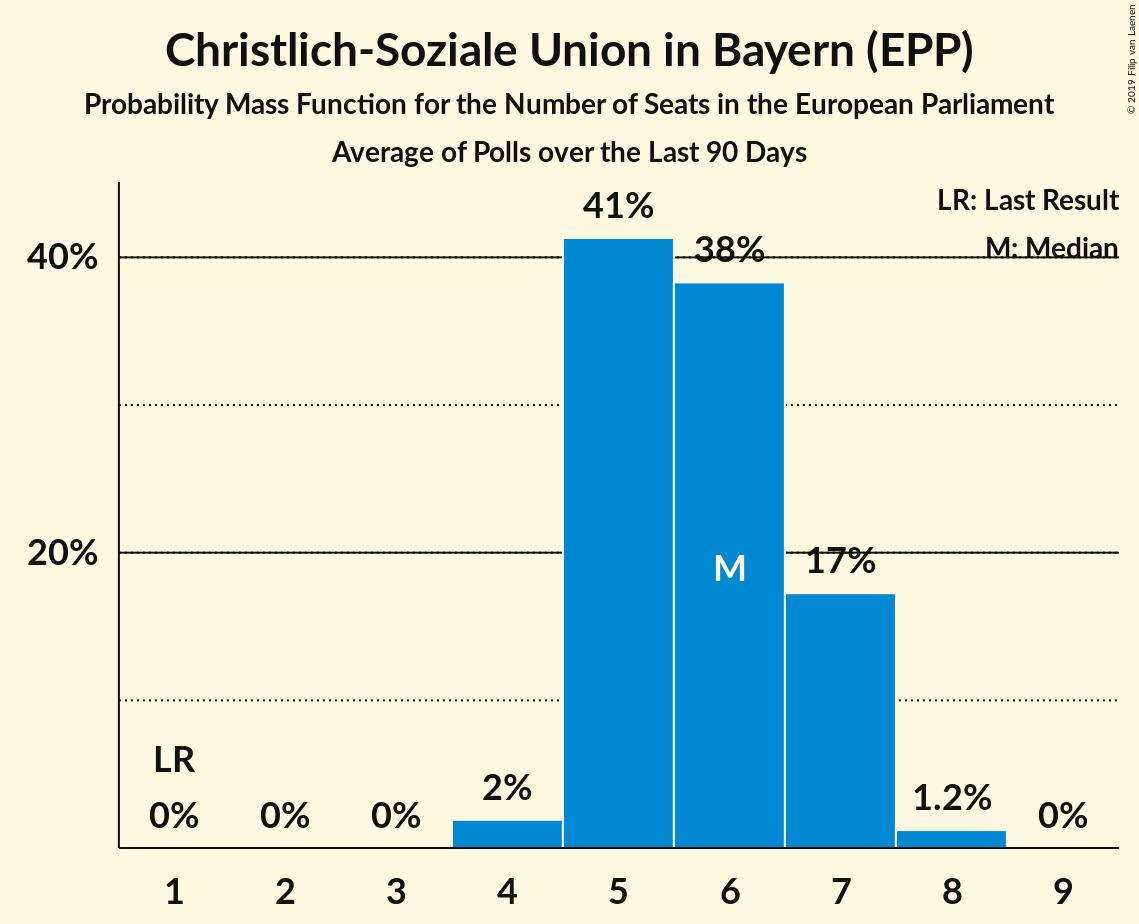 Christlich-Soziale Union in Bayern (EPP)
Probability Mass Function for the Number of Seats in the European Parliament
Average of Polls over the Last 90 Days
© 2019 Filip van Laenen
LR: Last Result
M: Median
40%
20%
LR
0%
0%
0%
2%
41%
38%
M
17%
1.2%
0%
1 2 3 4 5 6 7 8 9